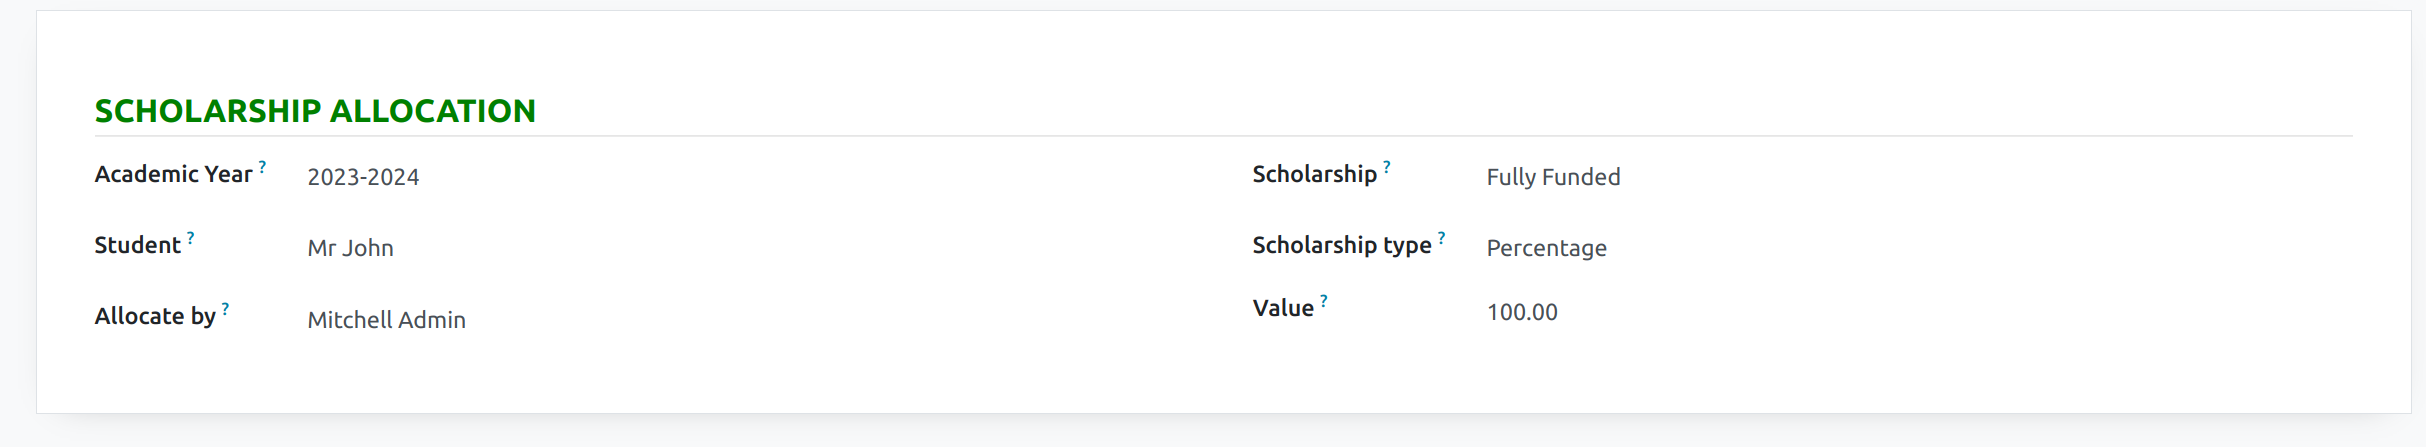 SCHOLARSHIP ALLOCATION
Academic Year ? 2023-2024
Student ? Mr John
Allocate by ? Mitchell Admin
Scholarship ? Fully Funded
Scholarship type ? Percentage
Value ? 100.00